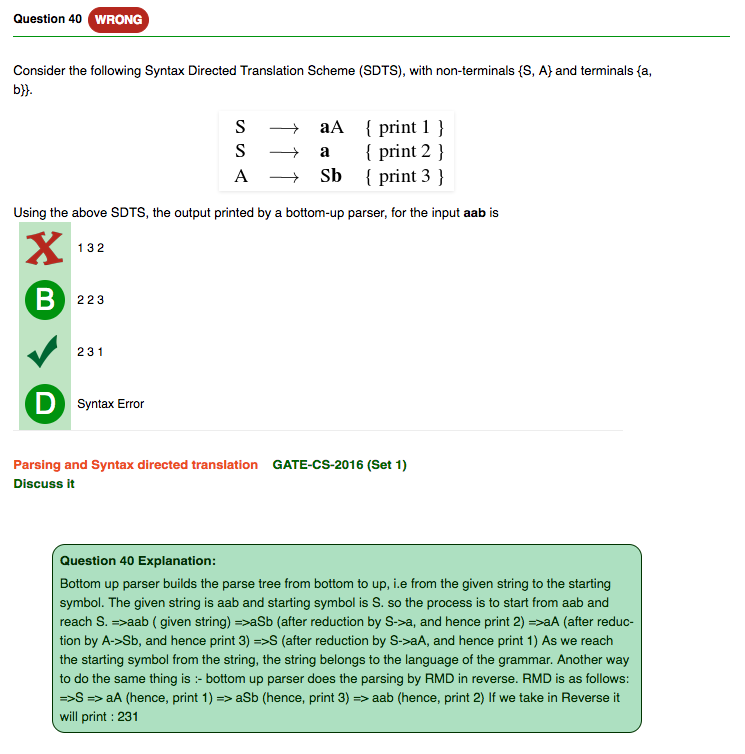 Question 40 WRONG
Consider the following Syntax Directed Translation Scheme (SDTS), with non-terminals {S, A} and terminals {a,
b}}.
S ⟶ aA { print 1 }
S ⟶ a { print 2 }
A ⟶ Sb { print 3 }
Using the above SDTS, the output printed by a bottom-up parser, for the input aab is
X 1 3 2
B 2 2 3
✓ 2 3 1
D Syntax Error
Parsing and Syntax directed translation GATE-CS-2016 (Set 1)
Discuss it
Question 40 Explanation:
Bottom up parser builds the parse tree from bottom to up, i.e from the given string to the starting
symbol. The given string is aab and starting symbol is S. so the process is to start from aab and
reach S. =>aab ( given string) =>aSb (after reduction by S->a, and hence print 2) =>aA (after reduc-
tion by A->Sb, and hence print 3) =>S (after reduction by S->aA, and hence print 1) As we reach
the starting symbol from the string, the string belongs to the language of the grammar. Another way
to do the same thing is :- bottom up parser does the parsing by RMD in reverse. RMD is as follows:
=>S => aA (hence, print 1) => aSb (hence, print 3) => aab (hence, print 2) If we take in Reverse it
will print : 231